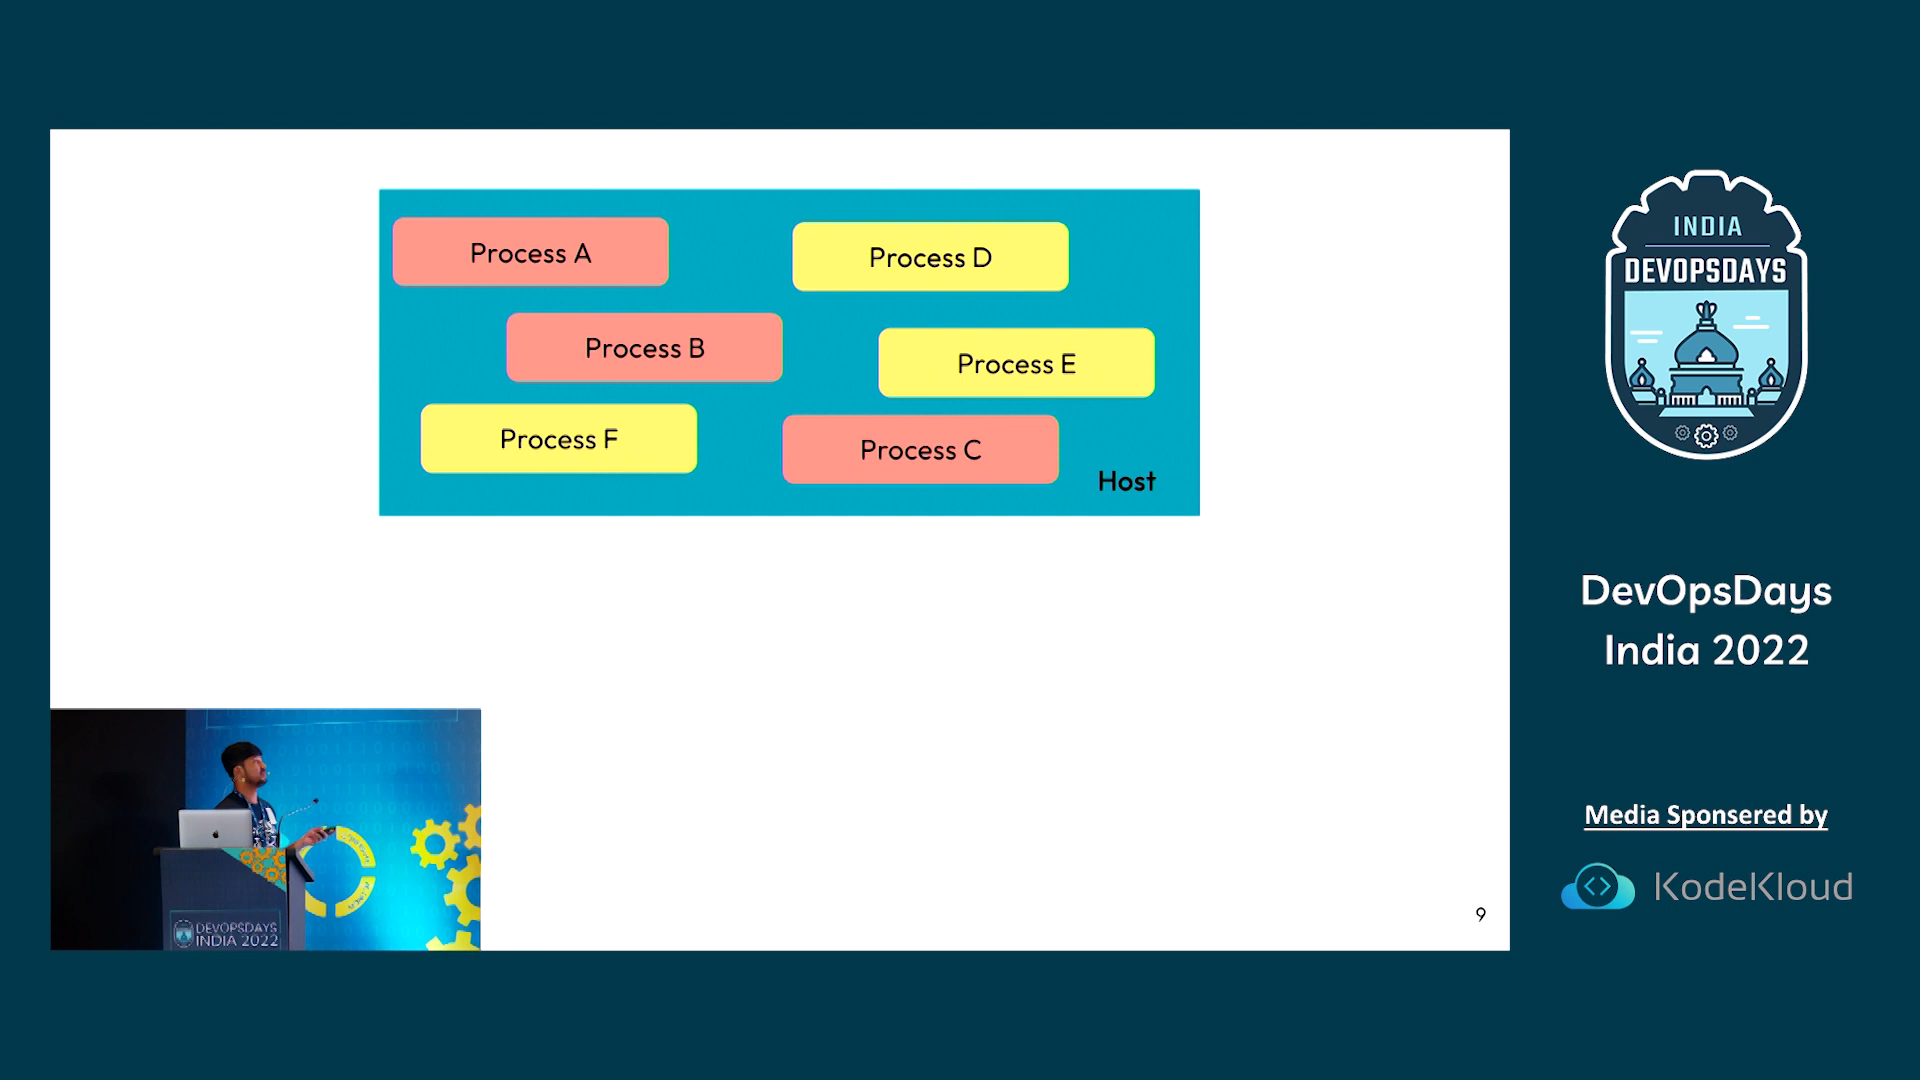 Process A
Process D
Process B
Process E
Process F
Process C
Host
9
DEVOPSDAYS
INDIA 2022
INDIA
DEVOPSDAYS
DevOpsDays
India 2022
Media Sponsered by
KodeKloud